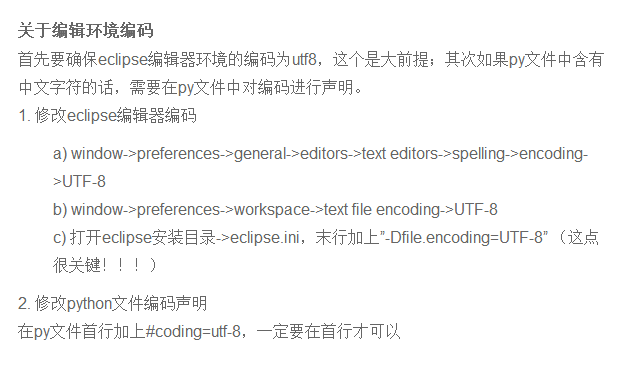 关于编辑环境编码
首先要确保eclipse编辑器环境的编码为utf8，这个是大前提；其次如果py文件中含有
中文字符的话，需要在py文件中对编码进行声明。
1. 修改eclipse编辑器编码
a) window->preferences->general->editors->text editors->spelling->encoding-
>UTF-8
b) window->preferences->workspace->text file encoding->UTF-8
c) 打开eclipse安装目录->eclipse.ini，末行加上”-Dfile.encoding=UTF-8” （这点
很关键！！！）
2. 修改python文件编码声明
在py文件首行加上#coding=utf-8，一定要在首行才可以